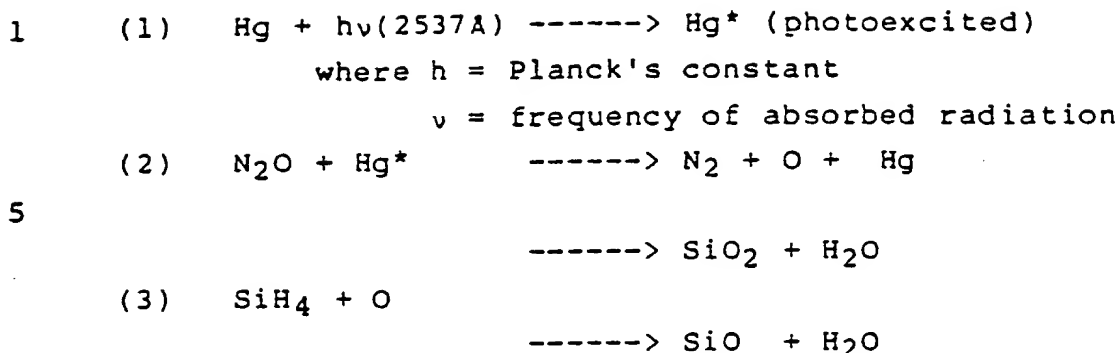 1 (1) Hg + hν(2537Å) ------> Hg* (photoexcited)
where h = Planck's constant
ν = frequency of absorbed radiation
(2) N2O + Hg* ------> N2 + O + Hg
5
------> SiO2 + H2O
(3) SiH4 + O
------> SiO + H2O